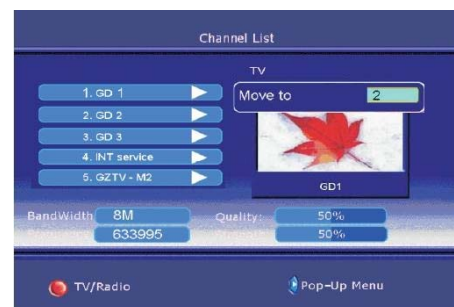 Channel List
TV
1. GD 1
Move to 2
2. GD 2
3. GD 3
4. INT service
5. GZTV - M2
GD1
BandWidth 8M Quality: 50%
633995 50%
TV/Radio Pop-Up Menu